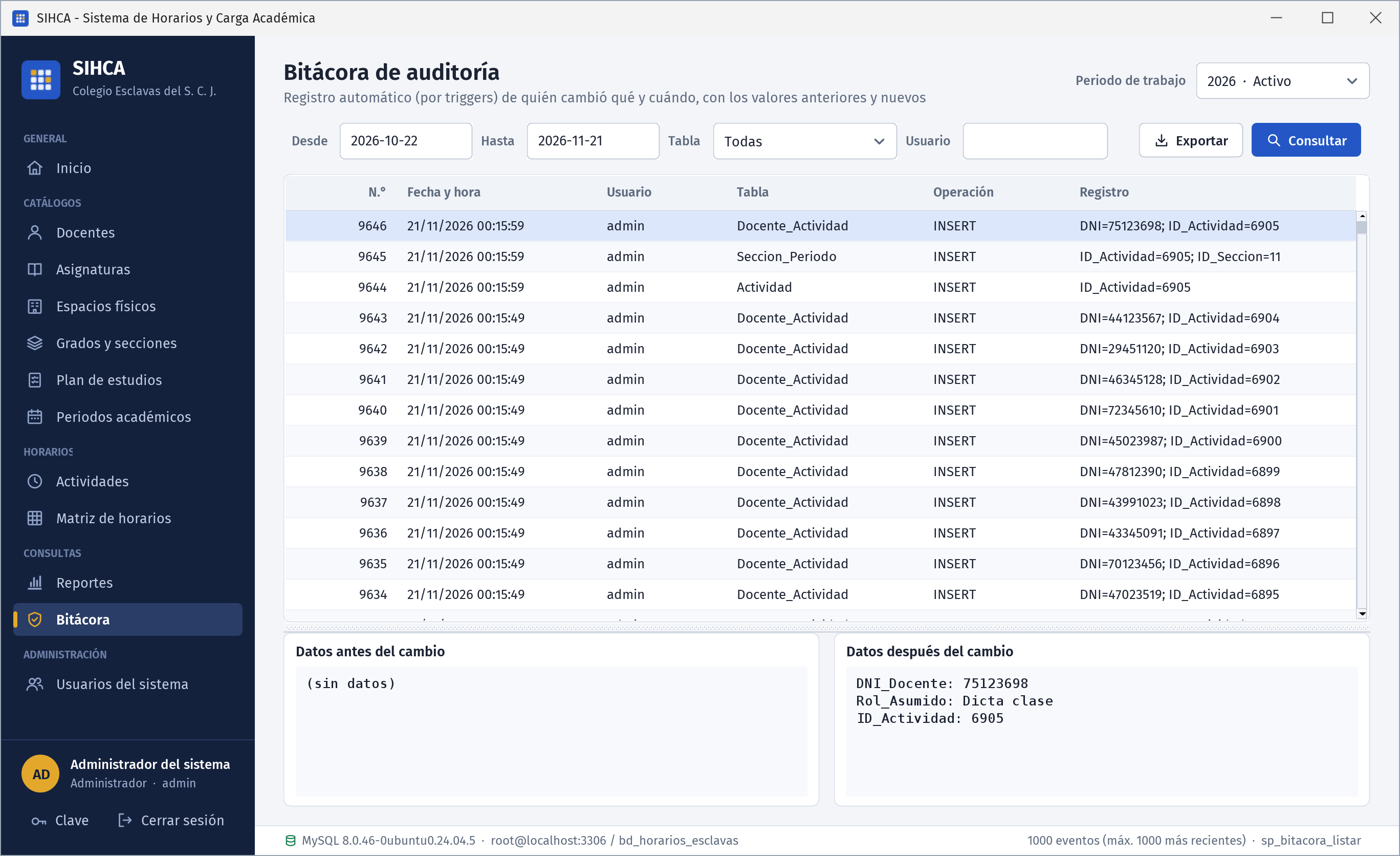 SIHCA - Sistema de Horarios y Carga Académica
SIHCA
Colegio Esclavas del S. C. J.
GENERAL
Inicio
CATÁLOGOS
Docentes
Asignaturas
Espacios físicos
Grados y secciones
Plan de estudios
Periodos académicos
HORARIOS
Actividades
Matriz de horarios
CONSULTAS
Reportes
Bitácora
ADMINISTRACIÓN
Usuarios del sistema
AD
Administrador del sistema
Administrador · admin
Clave Cerrar sesión
Bitácora de auditoría
Registro automático (por triggers) de quién cambió qué y cuándo, con los valores anteriores y nuevos
Periodo de trabajo 2026 · Activo
Desde 2026-10-22 Hasta 2026-11-21 Tabla Todas Usuario Exportar Consultar
N.° Fecha y hora Usuario Tabla Operación Registro
9646 21/11/2026 00:15:59 admin Docente_Actividad INSERT DNI=75123698; ID_Actividad=6905
9645 21/11/2026 00:15:59 admin Seccion_Periodo INSERT ID_Actividad=6905; ID_Seccion=11
9644 21/11/2026 00:15:59 admin Actividad INSERT ID_Actividad=6905
9643 21/11/2026 00:15:49 admin Docente_Actividad INSERT DNI=44123567; ID_Actividad=6904
9642 21/11/2026 00:15:49 admin Docente_Actividad INSERT DNI=29451120; ID_Actividad=6903
9641 21/11/2026 00:15:49 admin Docente_Actividad INSERT DNI=46345128; ID_Actividad=6902
9640 21/11/2026 00:15:49 admin Docente_Actividad INSERT DNI=72345610; ID_Actividad=6901
9639 21/11/2026 00:15:49 admin Docente_Actividad INSERT DNI=45023987; ID_Actividad=6900
9638 21/11/2026 00:15:49 admin Docente_Actividad INSERT DNI=47812390; ID_Actividad=6899
9637 21/11/2026 00:15:49 admin Docente_Actividad INSERT DNI=43991023; ID_Actividad=6898
9636 21/11/2026 00:15:49 admin Docente_Actividad INSERT DNI=43345091; ID_Actividad=6897
9635 21/11/2026 00:15:49 admin Docente_Actividad INSERT DNI=70123456; ID_Actividad=6896
9634 21/11/2026 00:15:49 admin Docente_Actividad INSERT DNI=47023519; ID_Actividad=6895
Datos antes del cambio
(sin datos)
Datos después del cambio
DNI_Docente: 75123698
Rol_Asumido: Dicta clase
ID_Actividad: 6905
MySQL 8.0.46-0ubuntu0.24.04.5 · root@localhost:3306 / bd_horarios_esclavas
1000 eventos (máx. 1000 más recientes) · sp_bitacora_listar